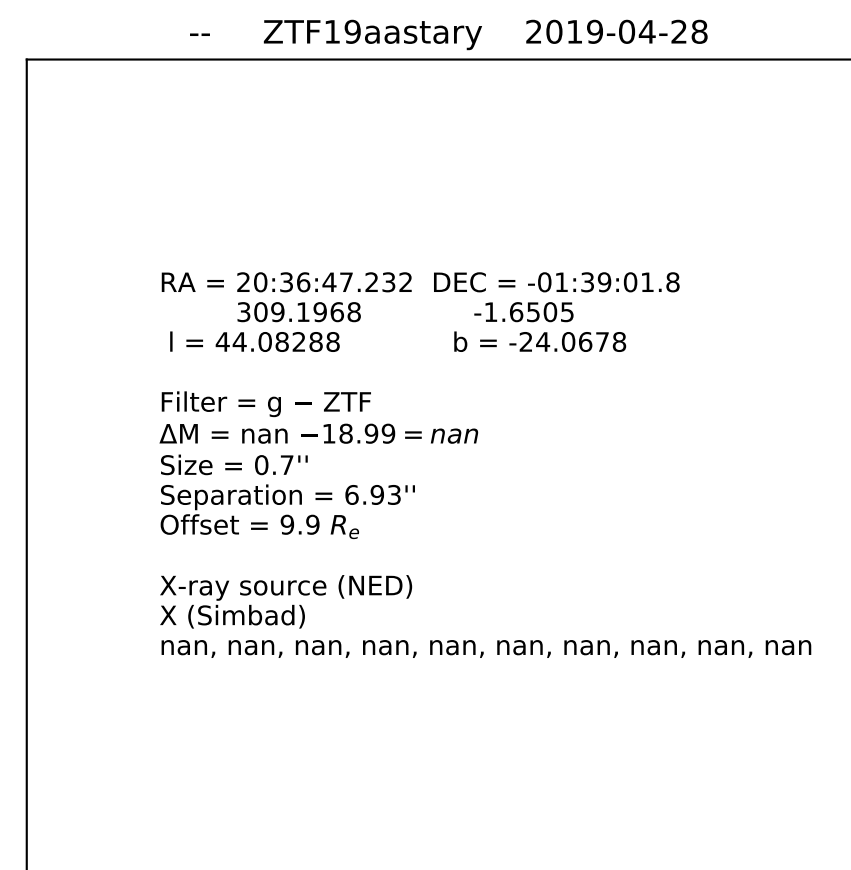 -- ZTF19aastary 2019-04-28
RA = 20:36:47.232 DEC = -01:39:01.8
309.1968 -1.6505
l = 44.08288 b = -24.0678
Filter = g − ZTF
ΔM = nan −18.99 = nan
Size = 0.7''
Separation = 6.93''
Offset = 9.9 Re
X-ray source (NED)
X (Simbad)
nan, nan, nan, nan, nan, nan, nan, nan, nan, nan